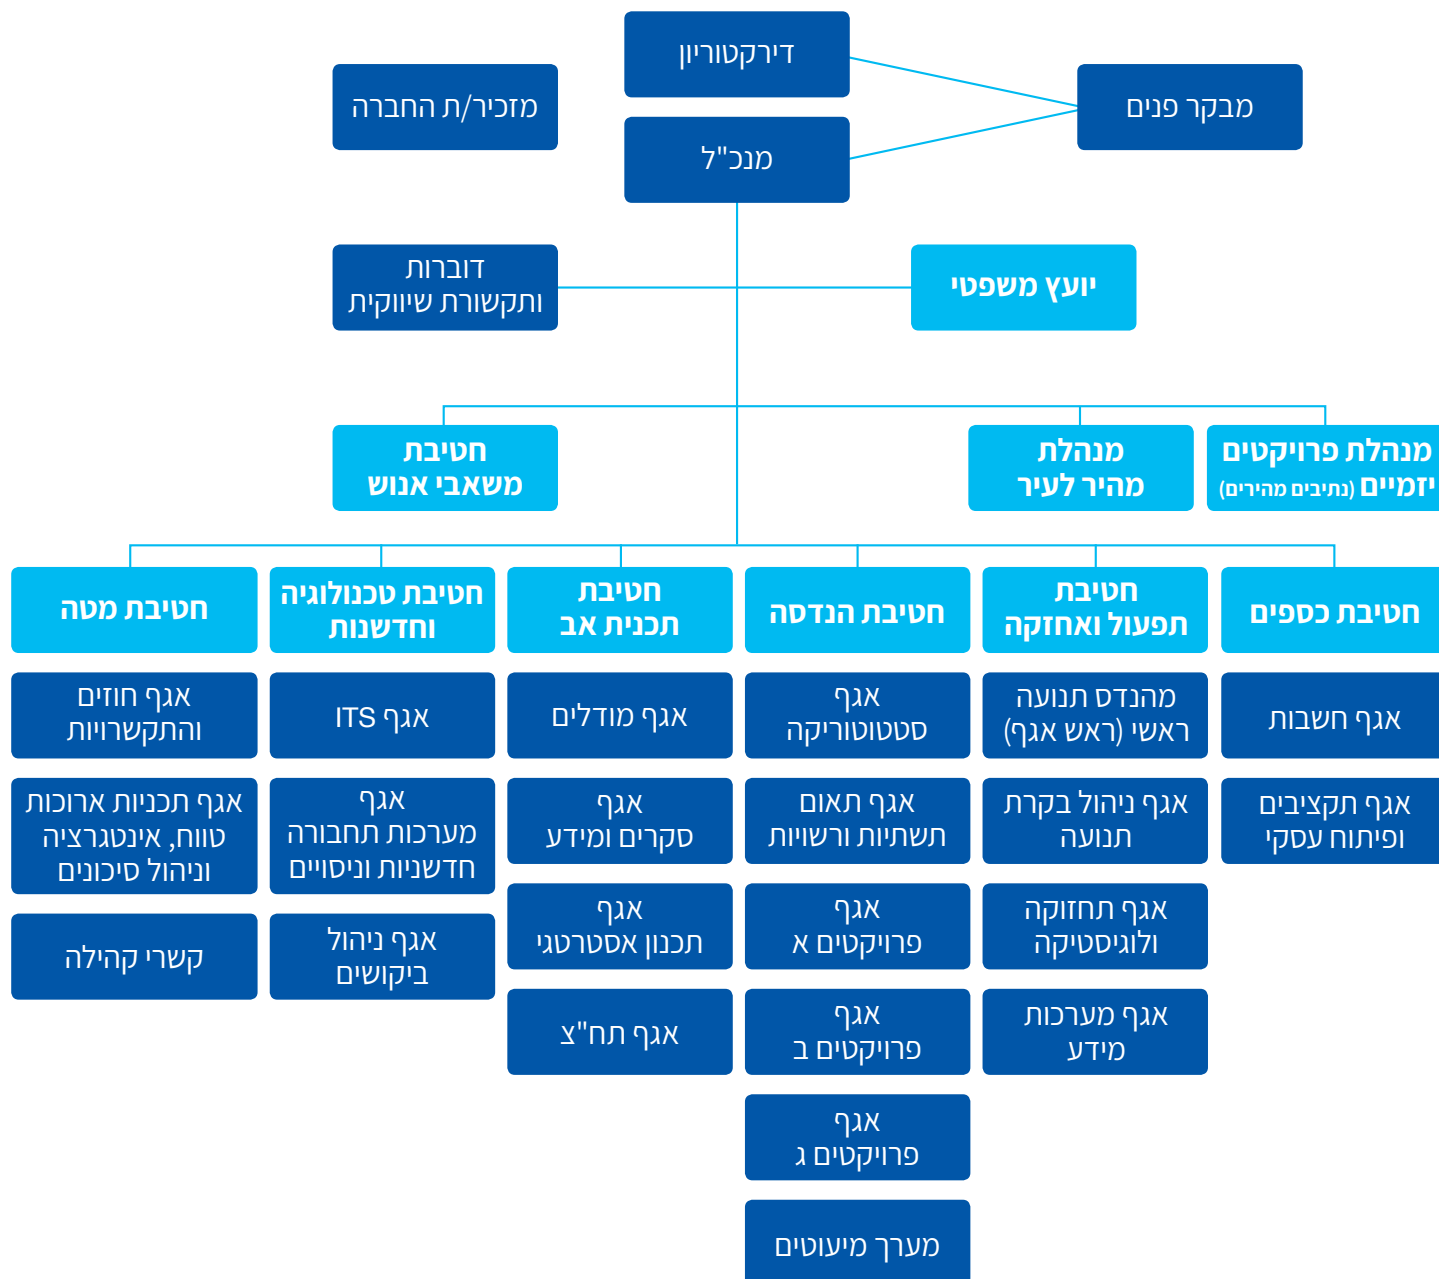 דירקטוריון
מבקר פנים
מזכיר/ת החברה
מנכ"ל
יועץ משפטי
דוברות
ותקשורת שיווקית
מנהלת פרויקטים
יזמיים (נתיבים מהירים)
מנהלת
מהיר לעיר
חטיבת
משאבי אנוש
חטיבת כספים
אגף חשבות
אגף תקציבים
ופיתוח עסקי
חטיבת
תפעול ואחזקה
מהנדס תנועה
ראשי (ראש אגף)
אגף ניהול בקרת
תנועה
אגף תחזוקה
ולוגיסטיקה
אגף מערכות
מידע
חטיבת הנדסה
אגף
סטטוטוריקה
אגף תאום
תשתיות ורשויות
אגף
פרויקטים א
אגף
פרויקטים ב
אגף
פרויקטים ג
מערך מיעוטים
חטיבת
תכנית אב
אגף מודלים
אגף
סקרים ומידע
אגף
תכנון אסטרטגי
אגף תח"צ
חטיבת טכנולוגיה
וחדשנות
אגף ITS
אגף
מערכות תחבורה
חדשניות וניסויים
אגף ניהול
ביקושים
חטיבת מטה
אגף חוזים
והתקשרויות
אגף תכניות ארוכות
טווח, אינטגרציה
וניהול סיכונים
קשרי קהילה